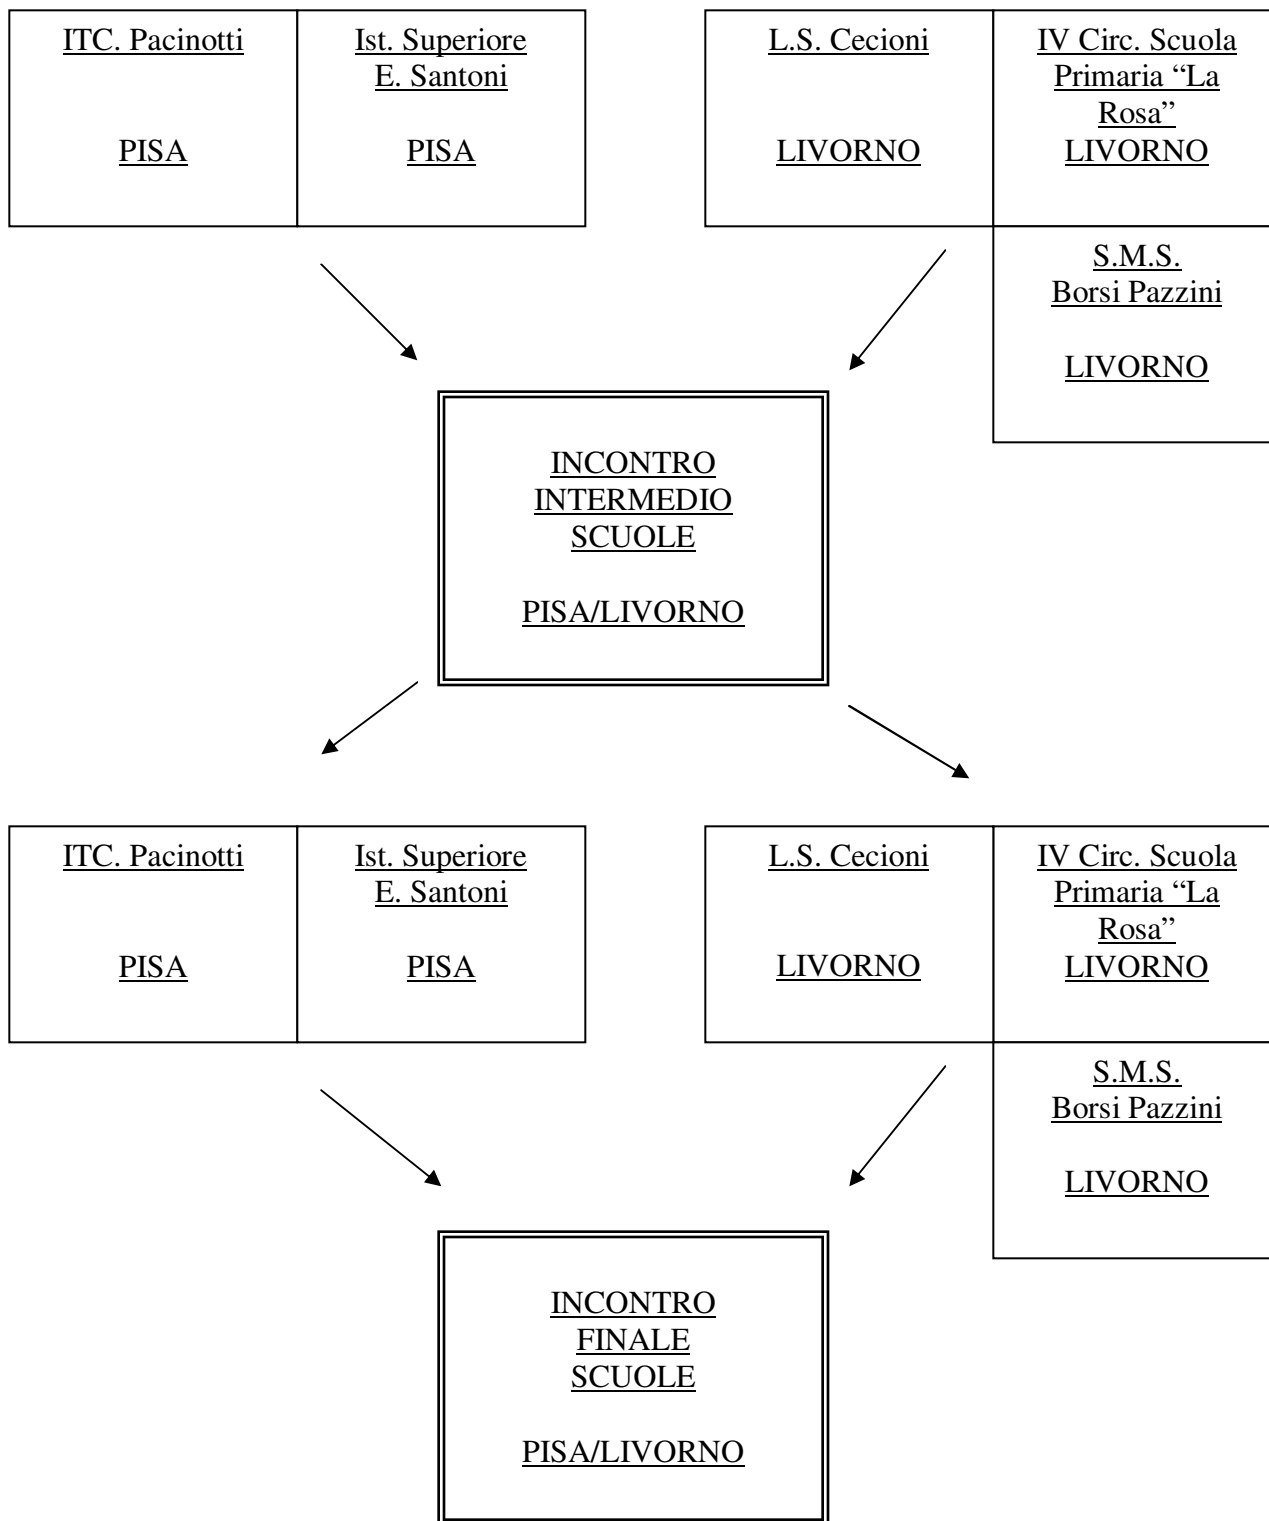 ITC. Pacinotti
PISA
Ist. Superiore
E. Santoni
PISA
L.S. Cecioni
LIVORNO
IV Circ. Scuola
Primaria “La
Rosa”
LIVORNO
S.M.S.
Borsi Pazzini
LIVORNO
INCONTRO
INTERMEDIO
SCUOLE
PISA/LIVORNO
ITC. Pacinotti
PISA
Ist. Superiore
E. Santoni
PISA
L.S. Cecioni
LIVORNO
IV Circ. Scuola
Primaria “La
Rosa”
LIVORNO
S.M.S.
Borsi Pazzini
LIVORNO
INCONTRO
FINALE
SCUOLE
PISA/LIVORNO